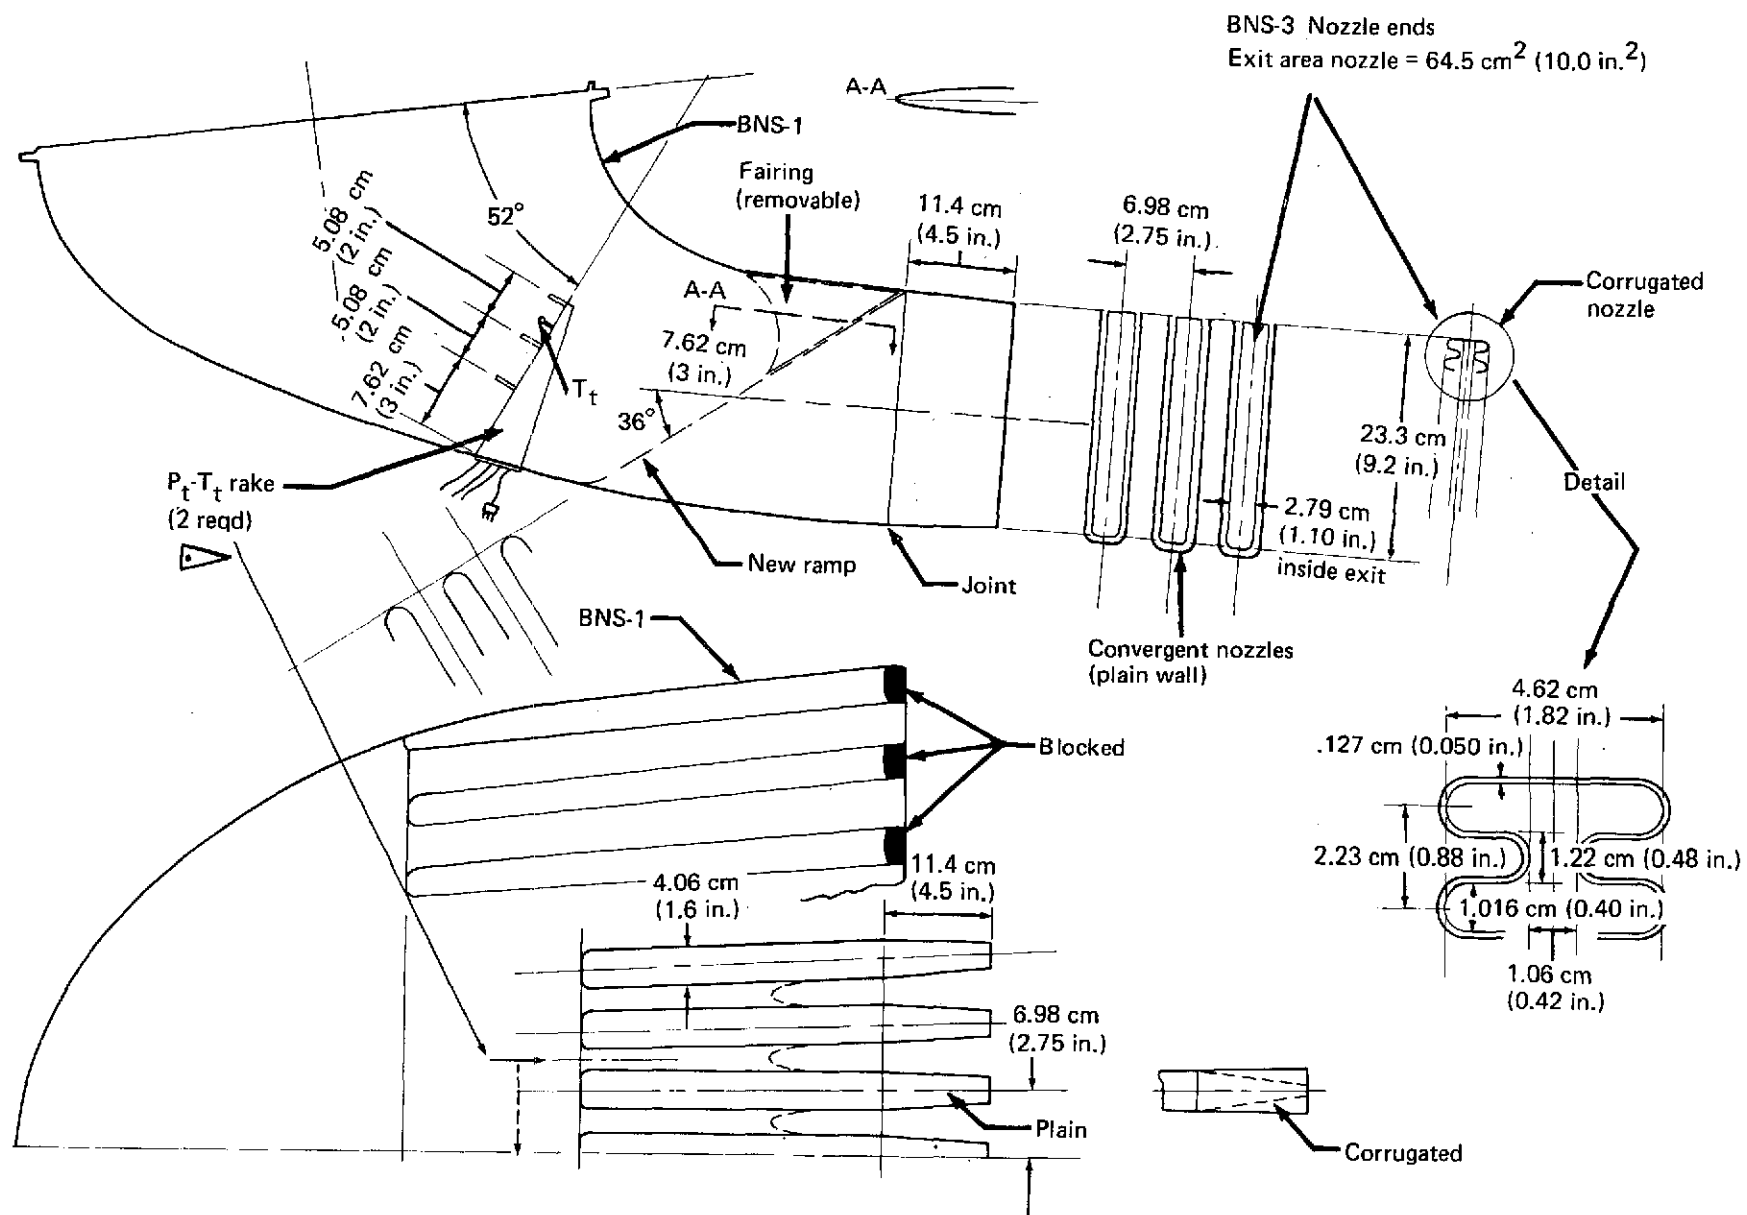 BNS-3 Nozzle ends
Exit area nozzle = 64.5 cm² (10.0 in.²)
A-A
BNS-1
Fairing
(removable)
11.4 cm
(4.5 in.)
6.98 cm
(2.75 in.)
52°
5.08 cm
(2 in.)
5.08 cm
(2 in.)
7.62 cm
(3 in.)
A-A
7.62 cm
(3 in.)
Corrugated
nozzle
Tt
36°
23.3 cm
(9.2 in.)
Pt-Tt rake
(2 reqd)
Detail
2.79 cm
(1.10 in.)
inside exit
New ramp
Joint
BNS-1
Convergent nozzles
(plain wall)
4.62 cm
(1.82 in.)
Blocked
.127 cm (0.050 in.)
2.23 cm (0.88 in.)
1.22 cm (0.48 in.)
4.06 cm
(1.6 in.)
11.4 cm
(4.5 in.)
1.016 cm (0.40 in.)
1.06 cm
(0.42 in.)
6.98 cm
(2.75 in.)
Plain
Corrugated